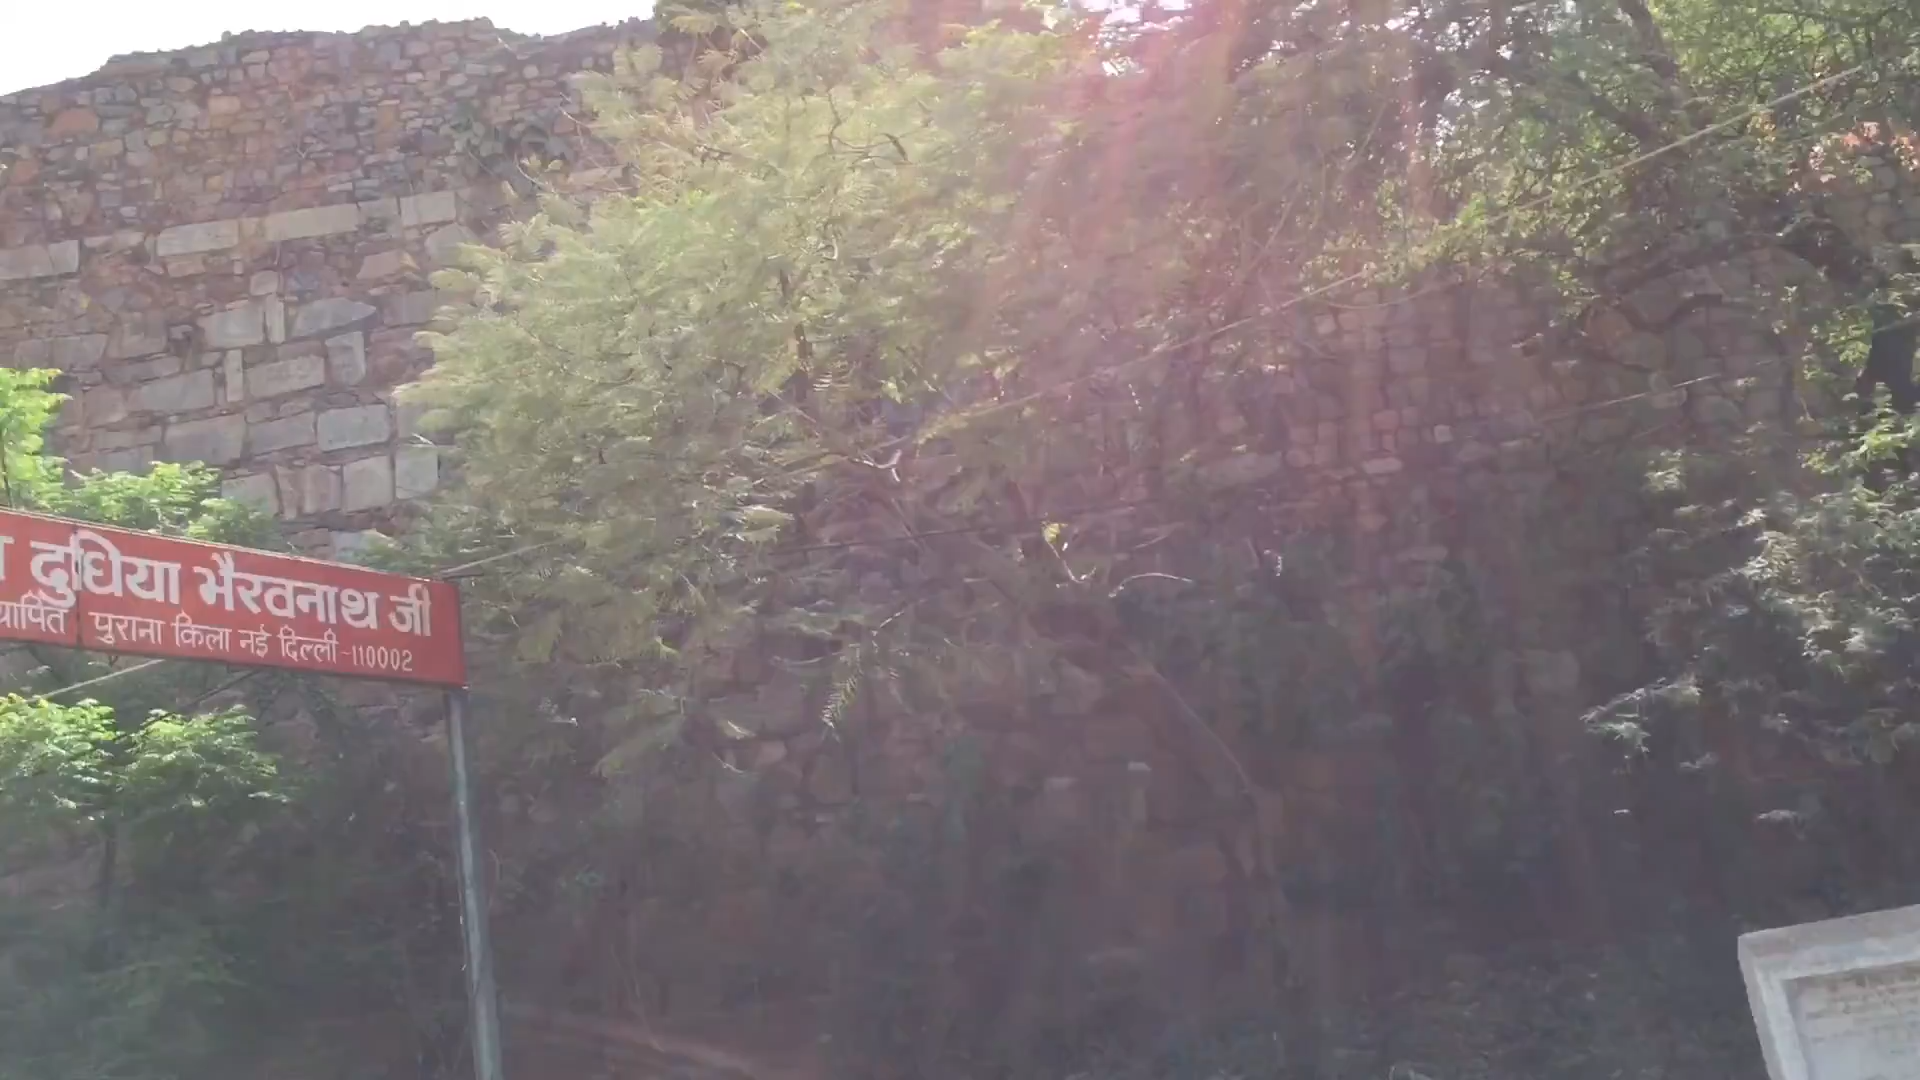 दुधिया भैरवनाथ जी
पुराना किला नई दिल्ली-110002